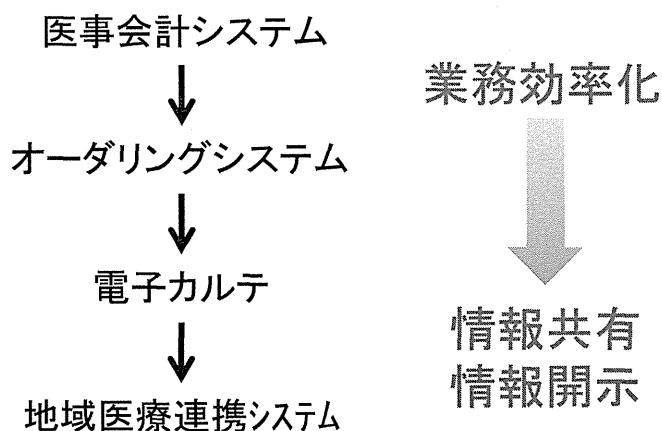 医事会計システム
オーダリングシステム
電子カルテ
地域医療連携システム
業務効率化
情報共有
情報開示